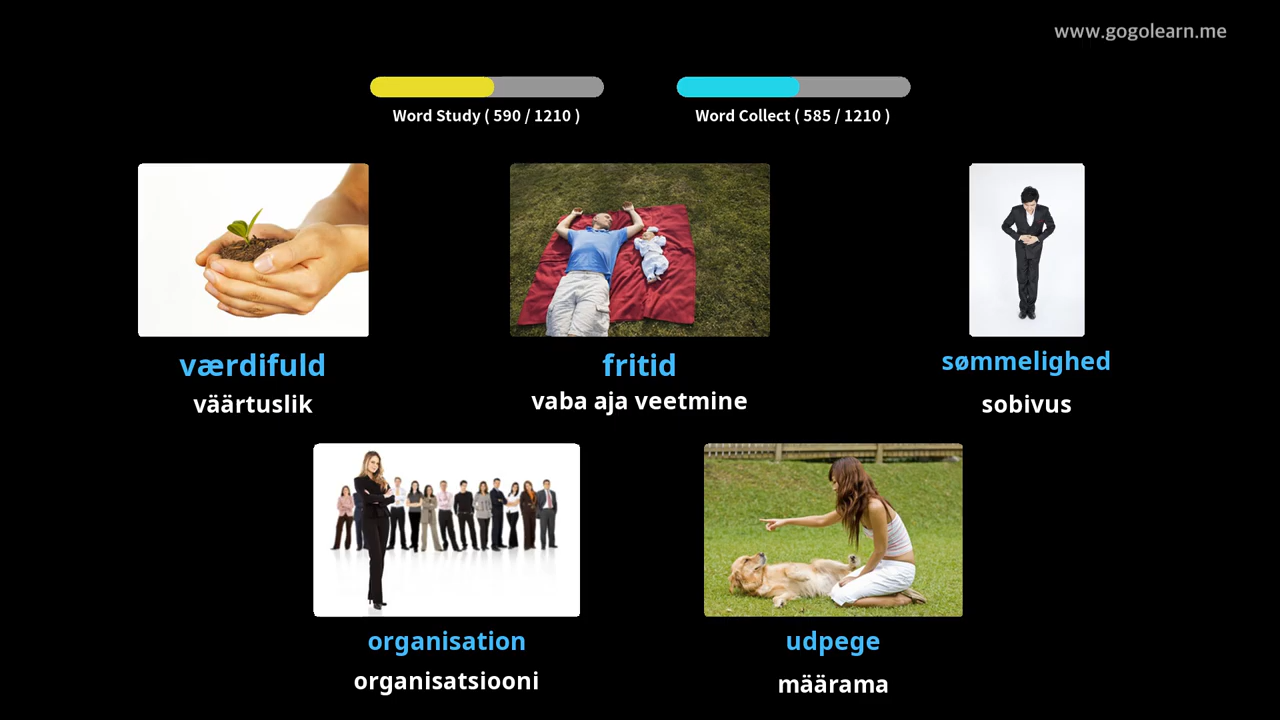 www.gogolearn.me
Word Study ( 590 / 1210 )
Word Collect ( 585 / 1210 )
værdifuld
väärtuslik
fritid
vaba aja veetmine
sømmelighed
sobivus
organisation
organisatsiooni
udpege
määrama